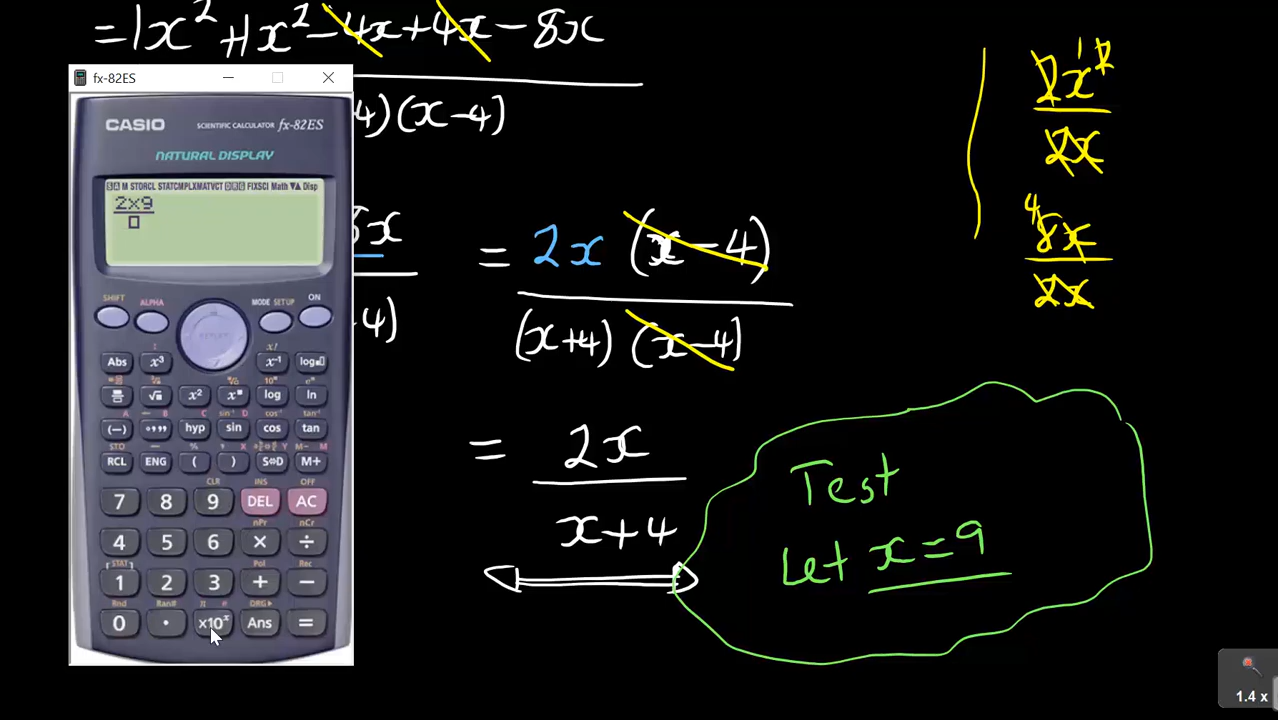 =1x²+1x²-4x+4x-8x
4)(x-4)
fx-82ES
CASIO SCIENTIFIC CALCULATOR fx-82ES
NATURAL DISPLAY
2×9
SHIFT ALPHA MODE SETUP ON
Abs x³ x⁻¹ log
x² log ln
(—) hyp sin cos tan
RCL ENG ( ) S⇔D M+
7 8 9 DEL AC
4 5 6 × ÷
1 2 3 + −
0 · ×10ˣ Ans =
8x
4)
= 2x (x-4)
(x+4) (x-4)
= 2x
x+4
2x²
2x
4
8x
2x
Test
Let x=9
1.4 x